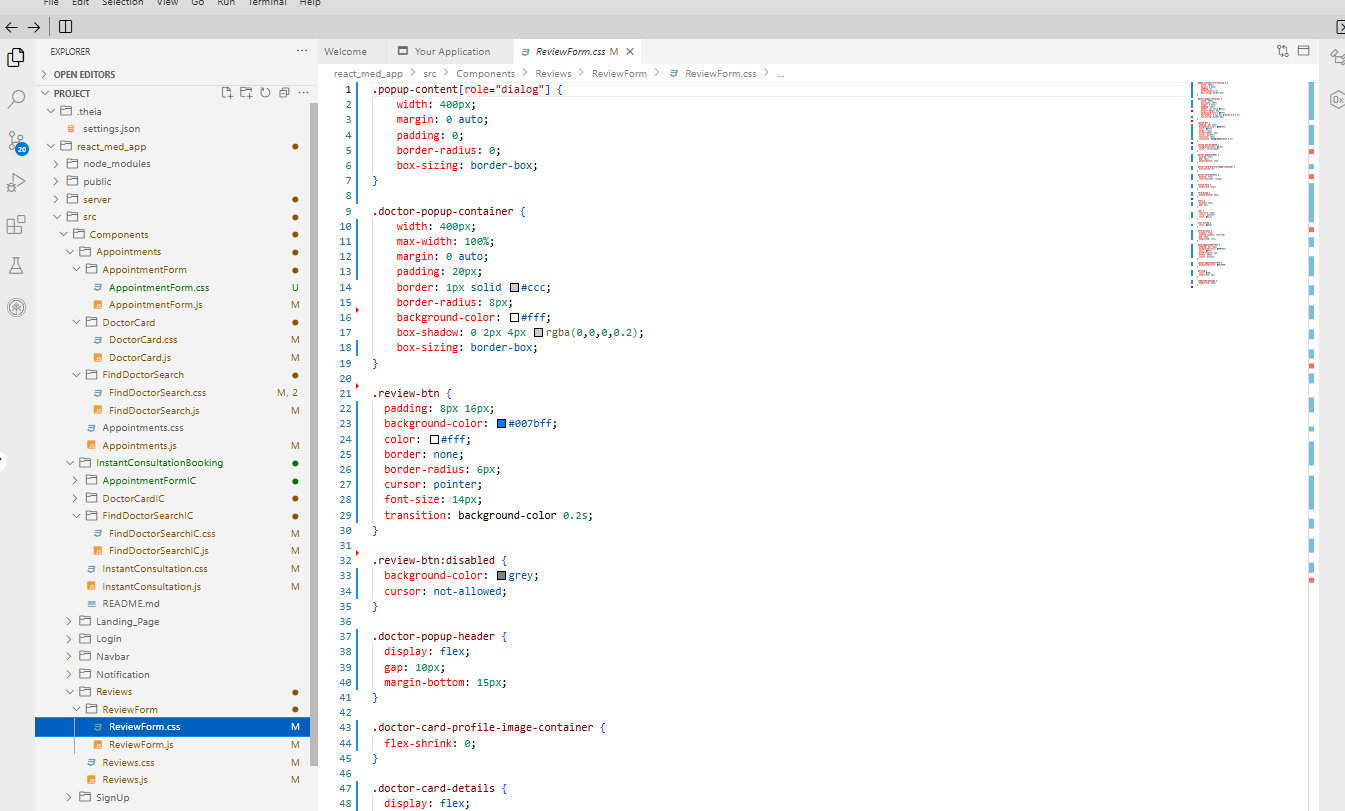 File Edit Selection View Go Run Terminal Help
EXPLORER
OPEN EDITORS
PROJECT
.theia
settings.json
react_med_app
node_modules
public
server
src
Components
Appointments
AppointmentForm
AppointmentForm.css U
AppointmentForm.js M
DoctorCard
DoctorCard.css M
DoctorCard.js M
FindDoctorSearch
FindDoctorSearch.css M, 2
FindDoctorSearch.js M
Appointments.css
Appointments.js M
InstantConsultationBooking
AppointmentFormIC
DoctorCardIC
FindDoctorSearchIC
FindDoctorSearchIC.css M
FindDoctorSearchIC.js M
InstantConsultation.css M
InstantConsultation.js M
README.md
Landing_Page
Login
Navbar
Notification
Reviews
ReviewForm
ReviewForm.css M
ReviewForm.js M
Reviews.css M
Reviews.js M
SignUp
20
Welcome Your Application ReviewForm.css M
react_med_app > src > Components > Reviews > ReviewForm > ReviewForm.css > ...
1 .popup-content[role="dialog"] {
2 width: 400px;
3 margin: 0 auto;
4 padding: 0;
5 border-radius: 0;
6 box-sizing: border-box;
7 }
8
9 .doctor-popup-container {
10 width: 400px;
11 max-width: 100%;
12 margin: 0 auto;
13 padding: 20px;
14 border: 1px solid #ccc;
15 border-radius: 8px;
16 background-color: #fff;
17 box-shadow: 0 2px 4px rgba(0,0,0,0.2);
18 box-sizing: border-box;
19 }
20
21 .review-btn {
22 padding: 8px 16px;
23 background-color: #007bff;
24 color: #fff;
25 border: none;
26 border-radius: 6px;
27 cursor: pointer;
28 font-size: 14px;
29 transition: background-color 0.2s;
30 }
31
32 .review-btn:disabled {
33 background-color: grey;
34 cursor: not-allowed;
35 }
36
37 .doctor-popup-header {
38 display: flex;
39 gap: 10px;
40 margin-bottom: 15px;
41 }
42
43 .doctor-card-profile-image-container {
44 flex-shrink: 0;
45 }
46
47 .doctor-card-details {
48 display: flex;